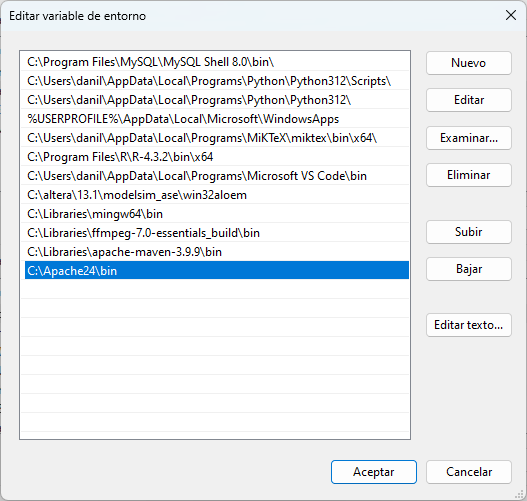 Editar variable de entorno
C:\Program Files\MySQL\MySQL Shell 8.0\bin\
C:\Users\danil\AppData\Local\Programs\Python\Python312\Scripts\
C:\Users\danil\AppData\Local\Programs\Python\Python312\
%USERPROFILE%\AppData\Local\Microsoft\WindowsApps
C:\Users\danil\AppData\Local\Programs\MiKTeX\miktex\bin\x64\
C:\Program Files\R\R-4.3.2\bin\x64
C:\Users\danil\AppData\Local\Programs\Microsoft VS Code\bin
C:\altera\13.1\modelsim_ase\win32aloem
C:\Libraries\mingw64\bin
C:\Libraries\ffmpeg-7.0-essentials_build\bin
C:\Libraries\apache-maven-3.9.9\bin
C:\Apache24\bin
Nuevo
Editar
Examinar...
Eliminar
Subir
Bajar
Editar texto...
Aceptar
Cancelar